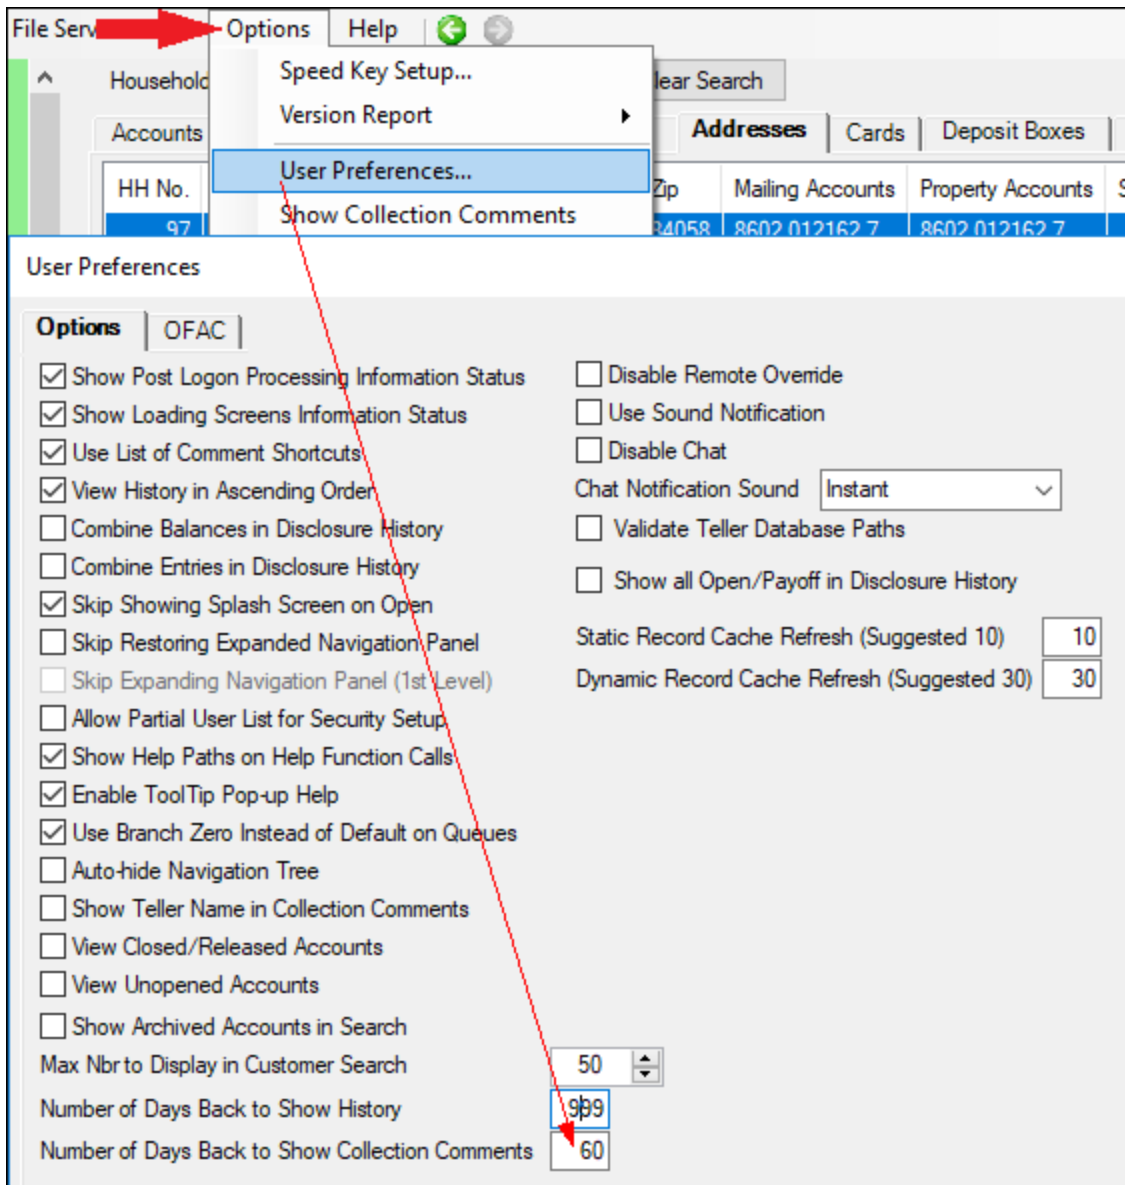 File Serv Options Help
Speed Key Setup...
Household lear Search
Version Report
Accounts Addresses Cards Deposit Boxes
User Preferences...
HH No. Zip Mailing Accounts Property Accounts S
Show Collection Comments
97 84058 8602 012162 7 8602 012162 7
User Preferences
Options OFAC
Show Post Logon Processing Information Status Disable Remote Override
Show Loading Screens Information Status Use Sound Notification
Use List of Comment Shortcuts Disable Chat
View History in Ascending Order Chat Notification Sound Instant
Combine Balances in Disclosure History Validate Teller Database Paths
Combine Entries in Disclosure History Show all Open/Payoff in Disclosure History
Skip Showing Splash Screen on Open
Skip Restoring Expanded Navigation Panel Static Record Cache Refresh (Suggested 10) 10
Skip Expanding Navigation Panel (1st Level) Dynamic Record Cache Refresh (Suggested 30) 30
Allow Partial User List for Security Setup
Show Help Paths on Help Function Calls
Enable ToolTip Pop-up Help
Use Branch Zero Instead of Default on Queues
Auto-hide Navigation Tree
Show Teller Name in Collection Comments
View Closed/Released Accounts
View Unopened Accounts
Show Archived Accounts in Search
Max Nbr to Display in Customer Search 50
Number of Days Back to Show History 999
Number of Days Back to Show Collection Comments 60